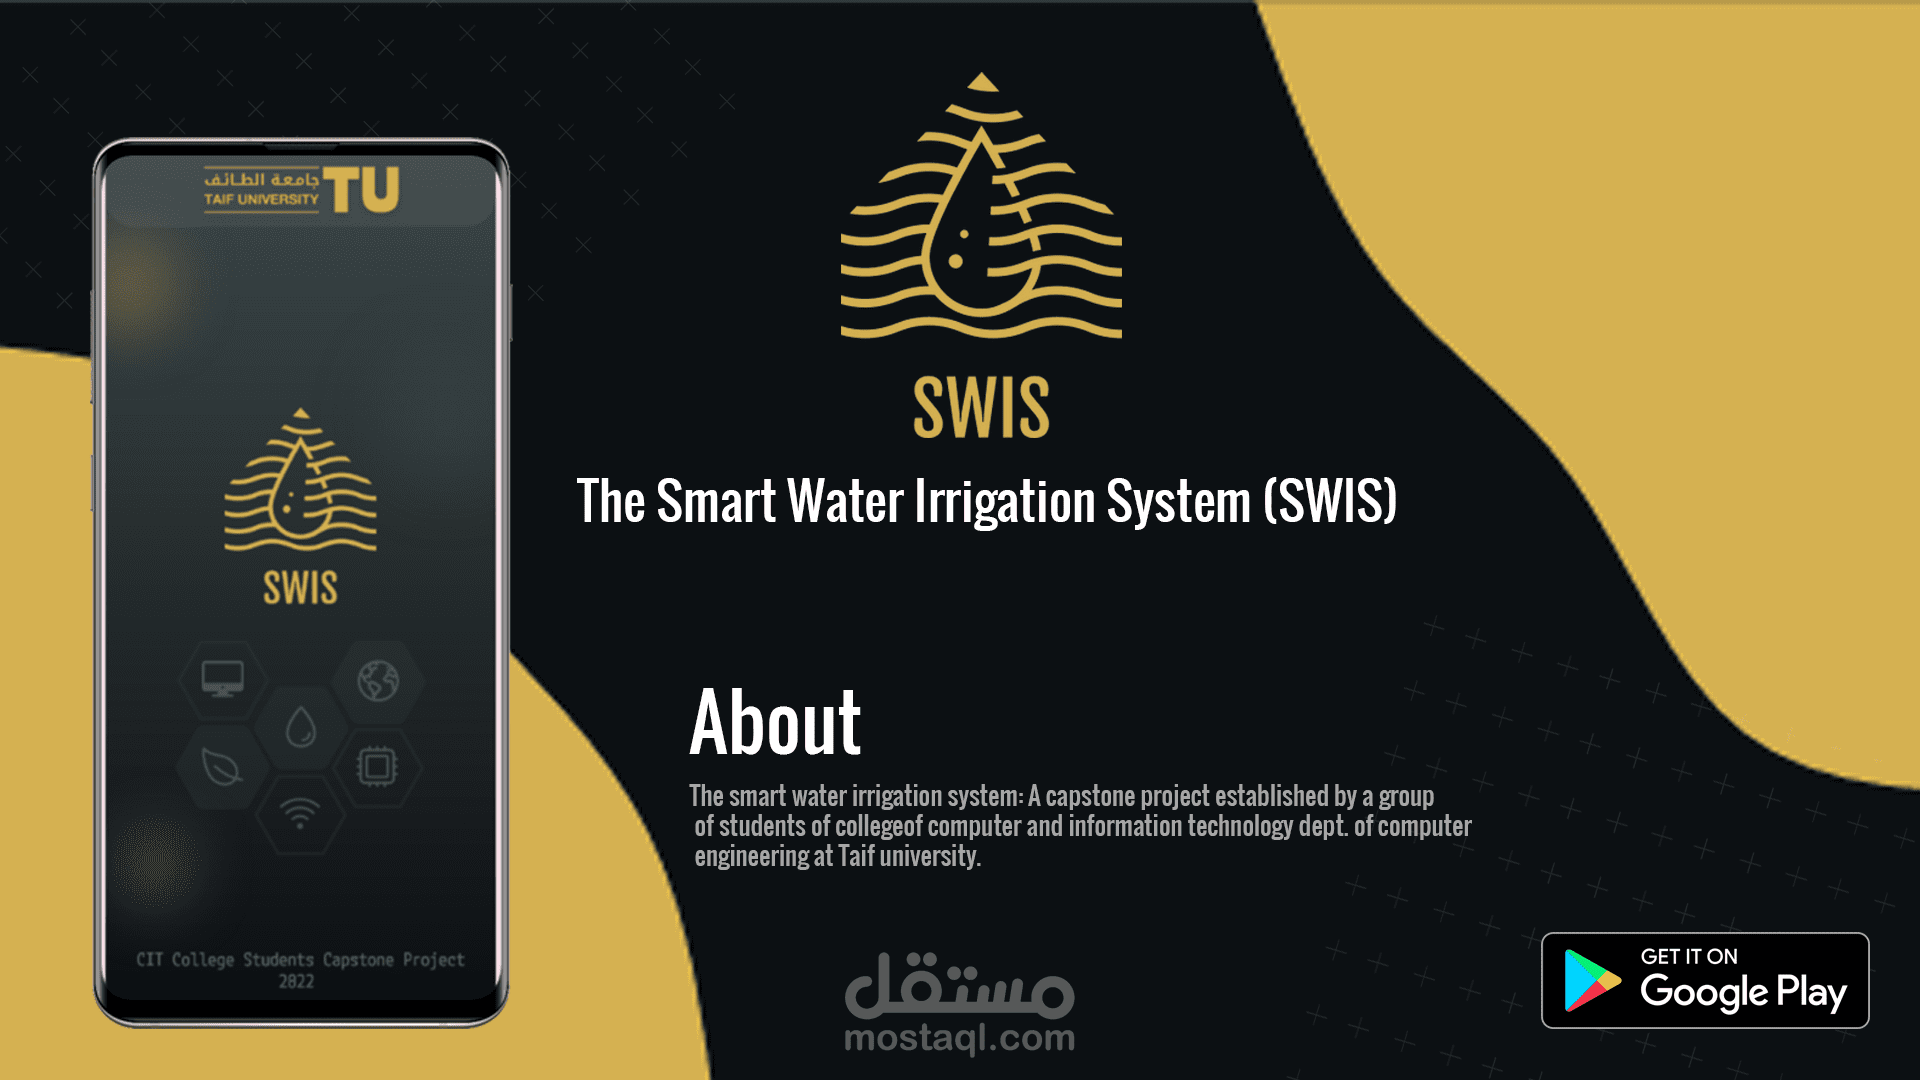 جامعة الطائف
TAIF UNIVERSITY
TU
SWIS
CIT College Students Capstone Project
2022
SWIS
The Smart Water Irrigation System (SWIS)
About
The smart water irrigation system: A capstone project established by a group
of students of collegeof computer and information technology dept. of computer
engineering at Taif university.
مستقل
mostaql.com
GET IT ON
Google Play